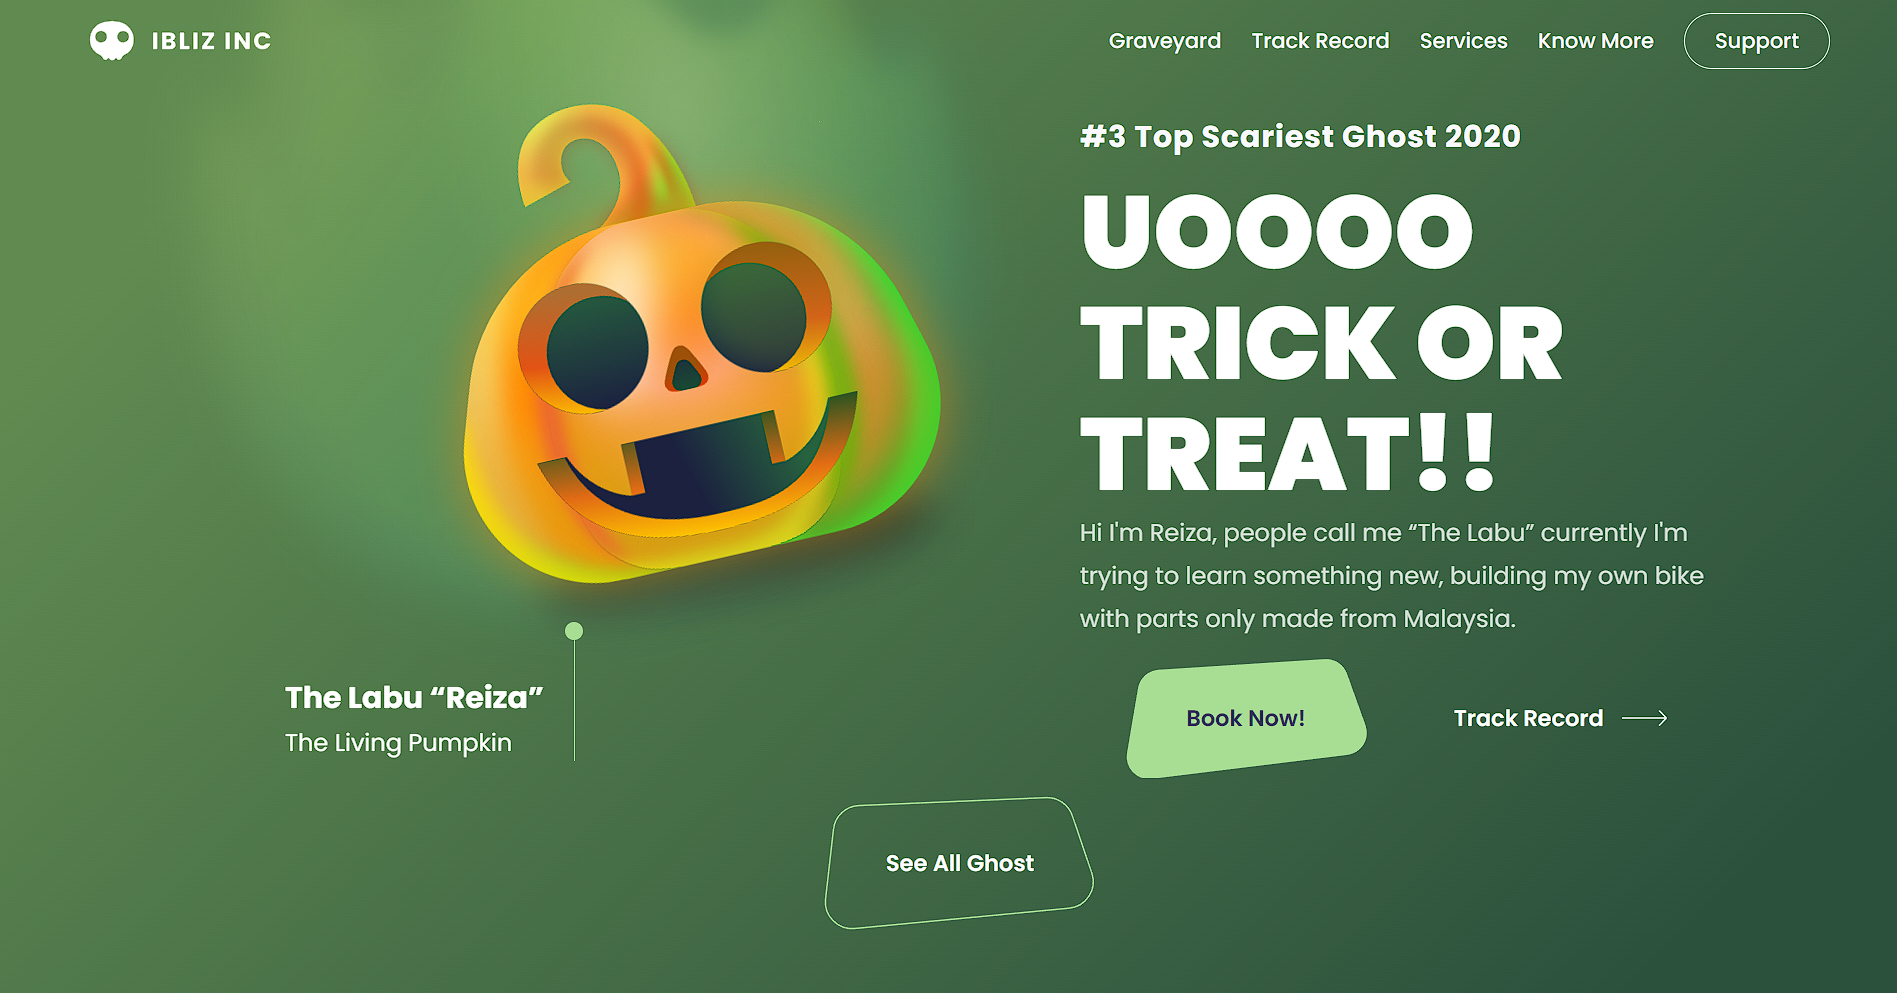 IBLIZ INC
Graveyard
Track Record
Services
Know More
Support
#3 Top Scariest Ghost 2020
UOOOO
TRICK OR
TREAT!!
Hi I'm Reiza, people call me “The Labu” currently I'm
trying to learn something new, building my own bike
with parts only made from Malaysia.
The Labu “Reiza”
The Living Pumpkin
Book Now!
Track Record
See All Ghost